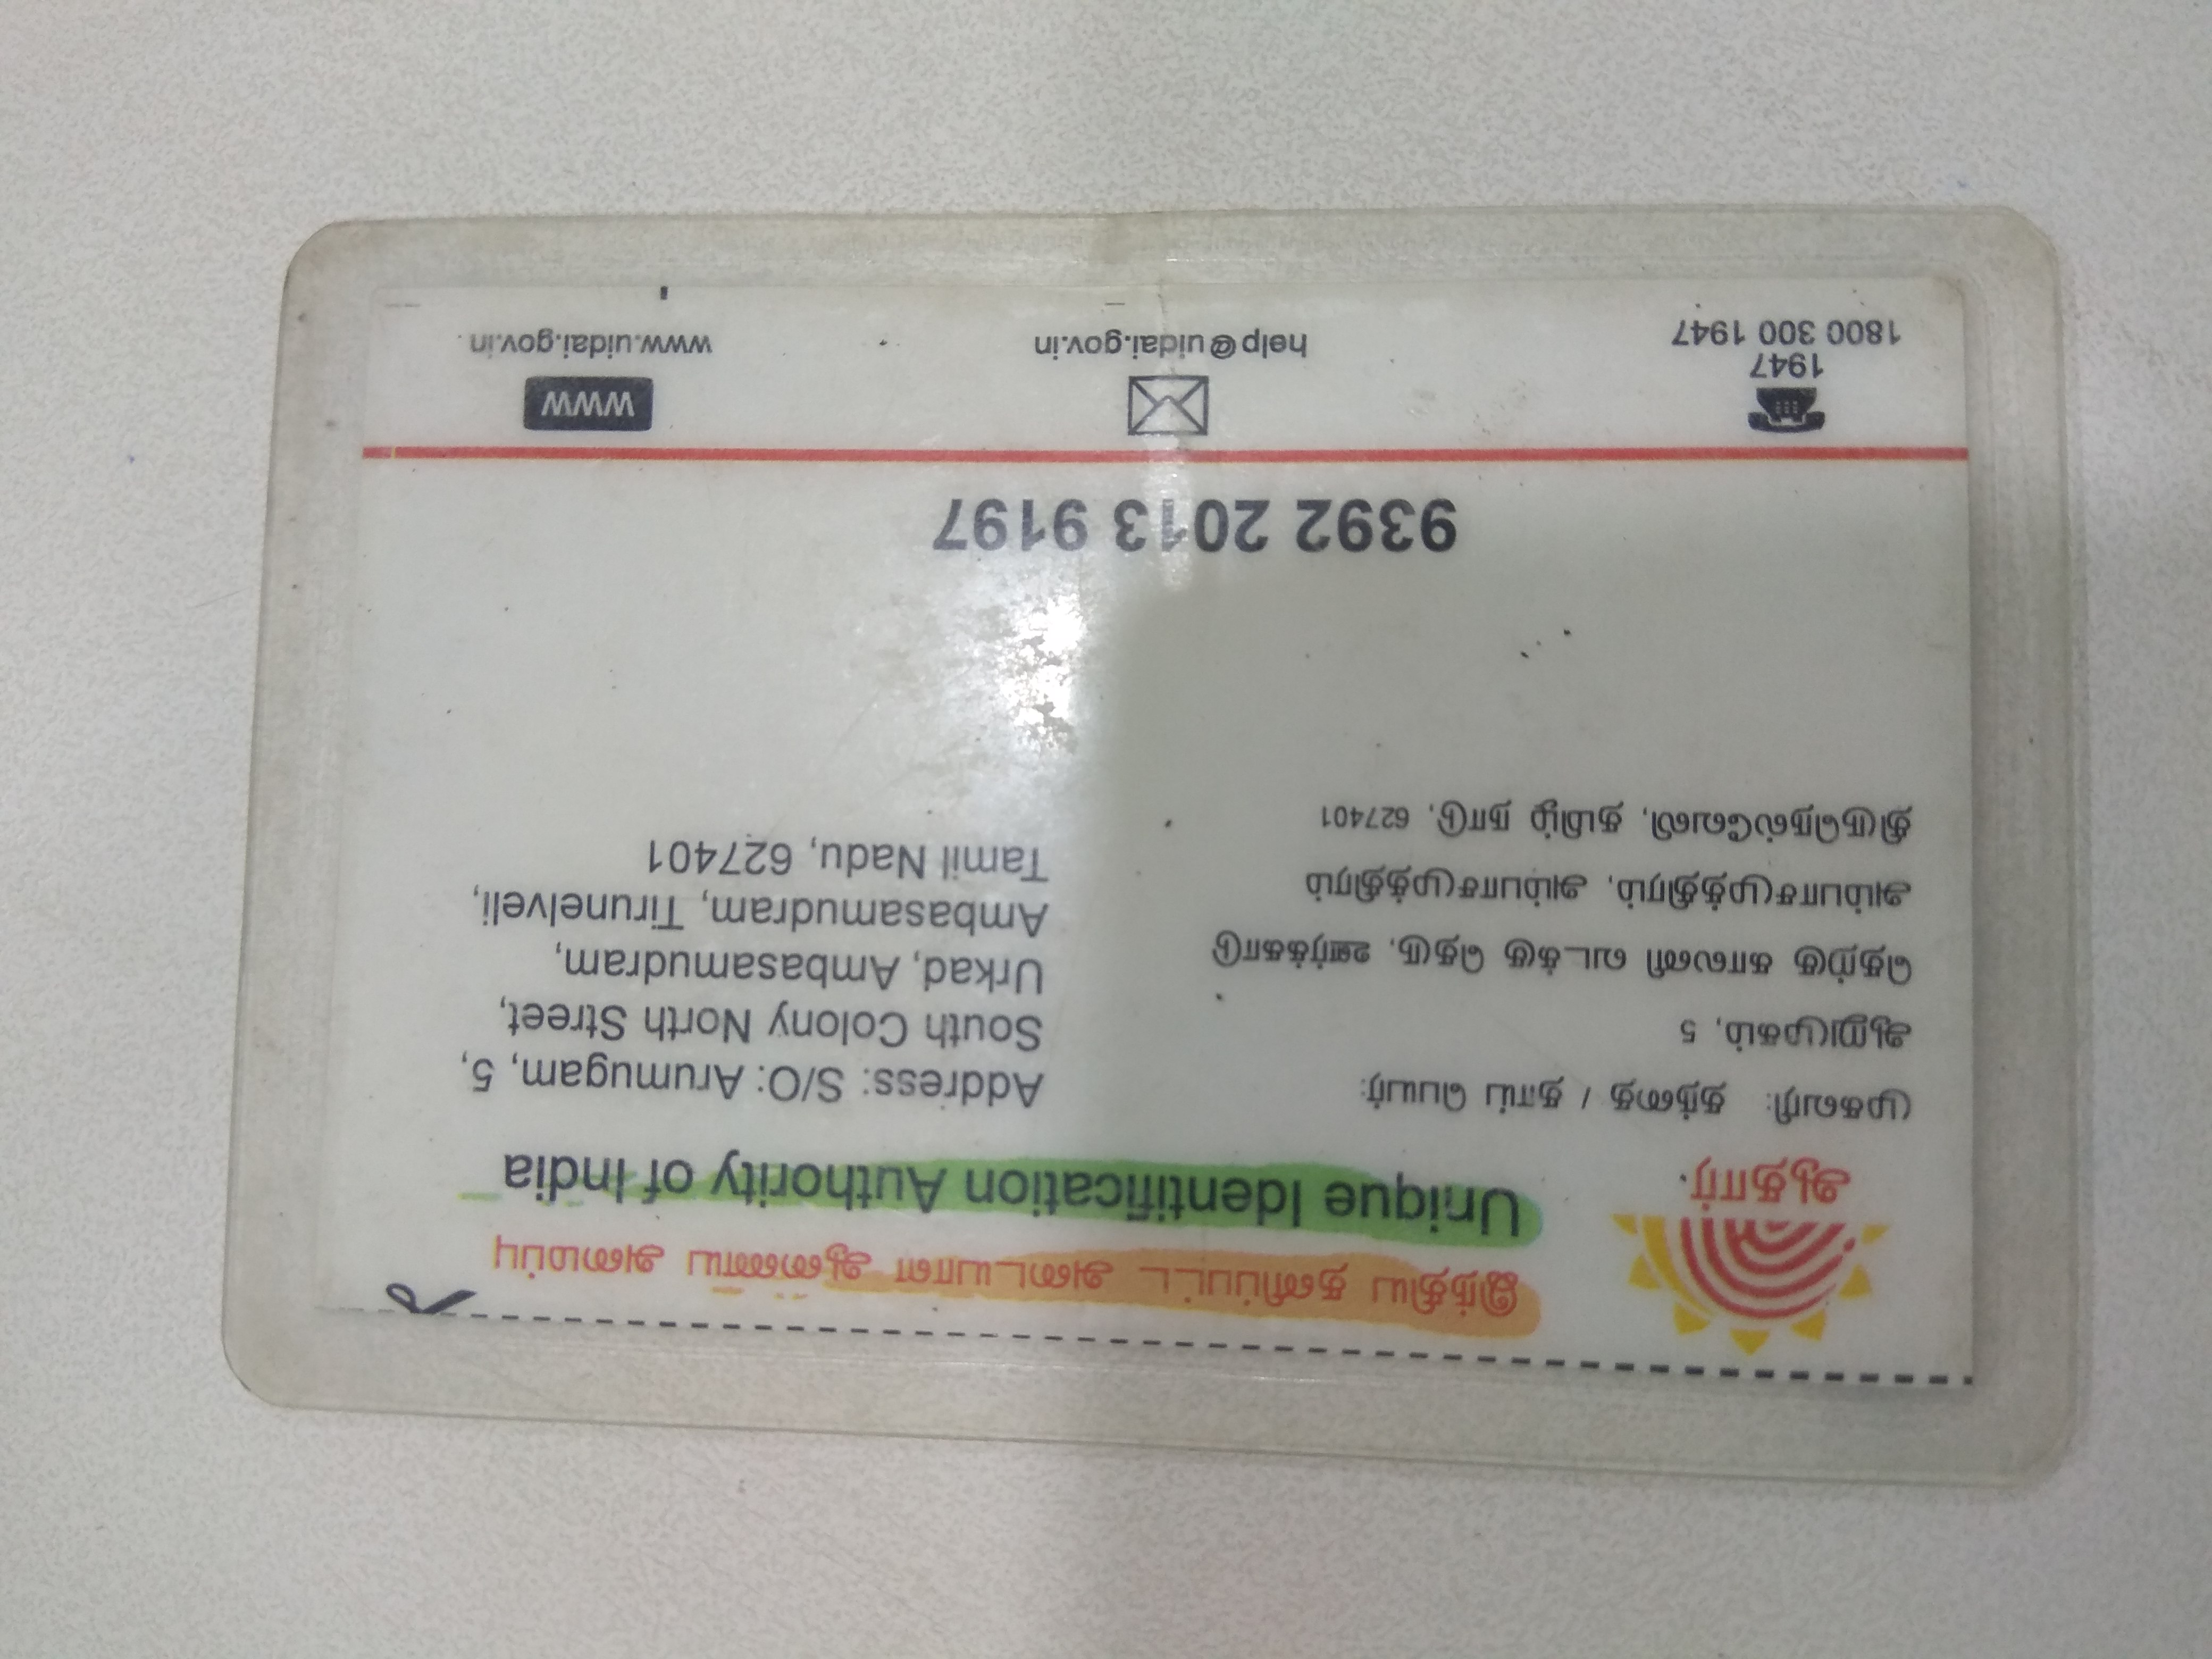 இந்திய தனிப்பட்ட அடையாள ஆணைய அமைப்பு
Unique Identification Authority of India
ஆதார்
முகவரி: தந்தை / தாய் பெயர்:
ஆறுமுகம், 5
தெற்கு காலனி வடக்கு தெரு, ஊர்க்காடு
அம்பாசமுத்திரம், அம்பாசமுத்திரம்
திருநெல்வேலி, தமிழ் நாடு, 627401
Address: S/O: Arumugam, 5,
South Colony North Street,
Urkad, Ambasamudram,
Ambasamudram, Tirunelveli,
Tamil Nadu, 627401
9392 2013 9197
1947
1800 300 1947
help@uidai.gov.in
WWW
www.uidai.gov.in